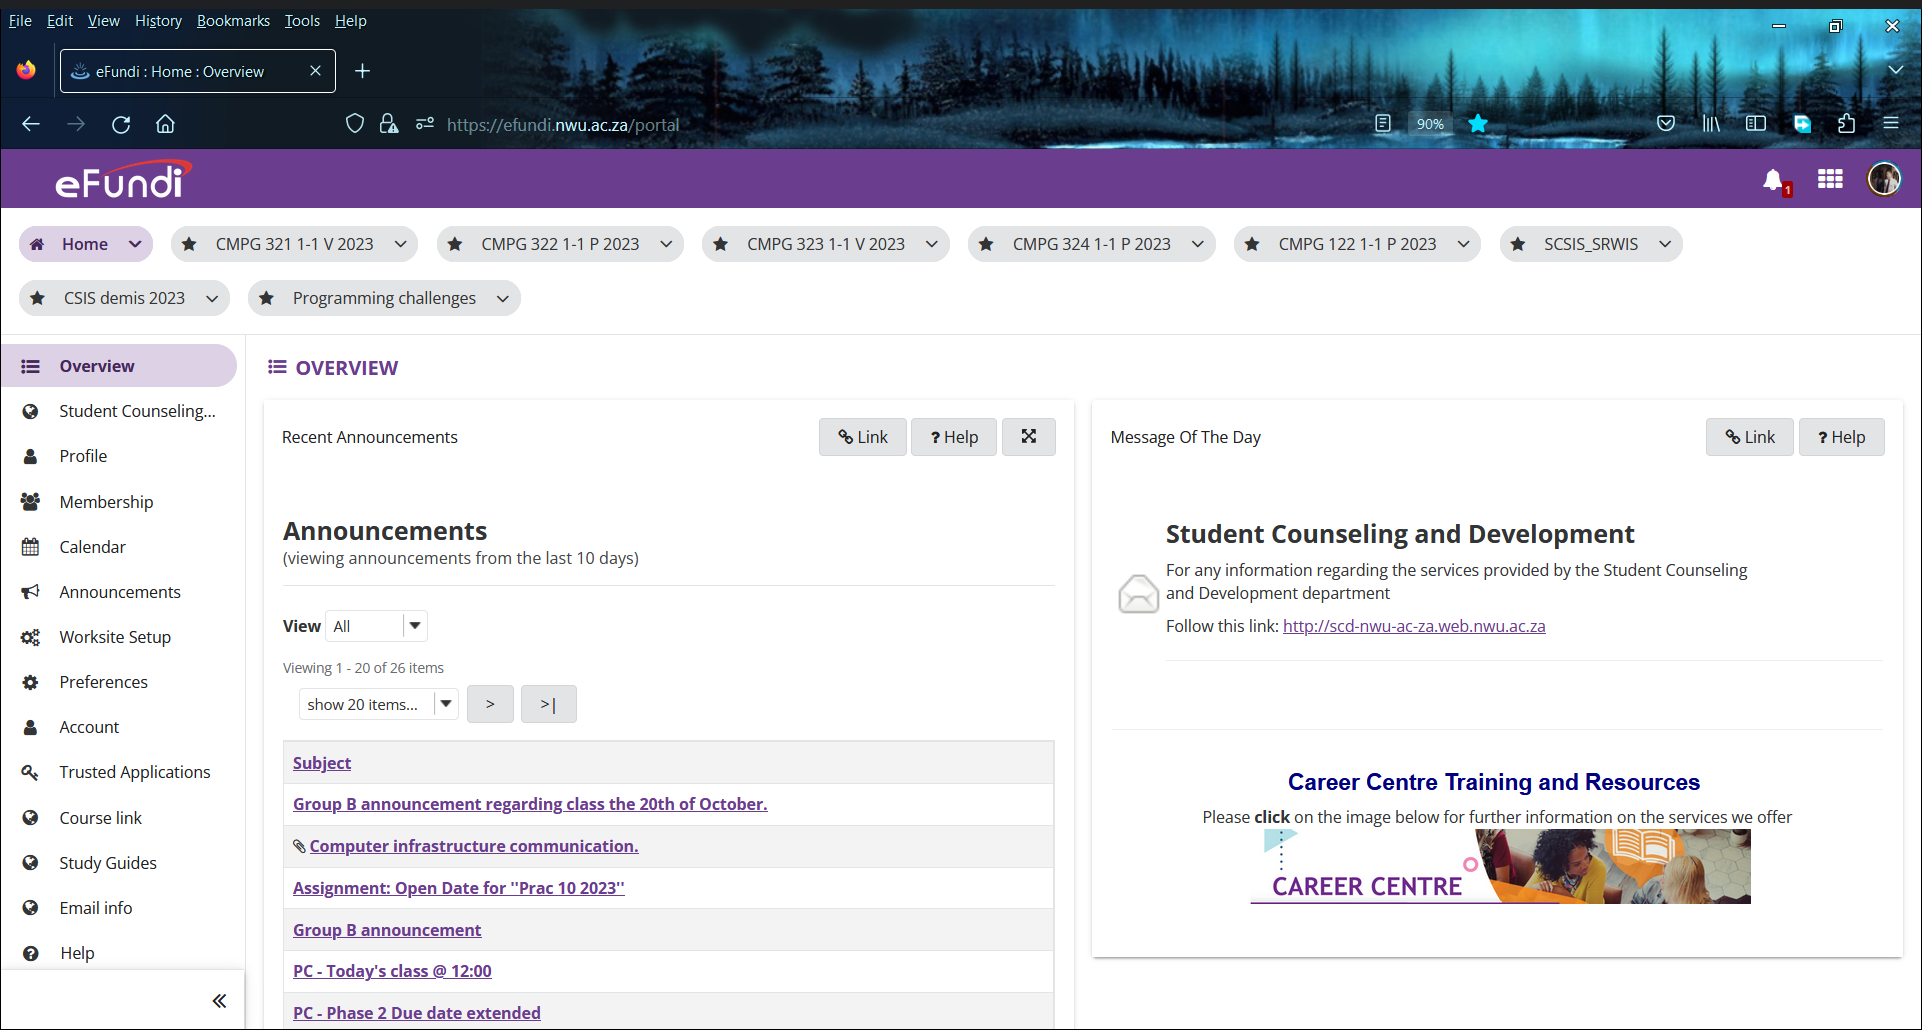 File Edit View History Bookmarks Tools Help
eFundi : Home : Overview
https://efundi.nwu.ac.za/portal
90%
eFundi
1
Home
CMPG 321 1-1 V 2023
CMPG 322 1-1 P 2023
CMPG 323 1-1 V 2023
CMPG 324 1-1 P 2023
CMPG 122 1-1 P 2023
SCSIS_SRWIS
CSIS demis 2023
Programming challenges
Overview
Student Counseling...
Profile
Membership
Calendar
Announcements
Worksite Setup
Preferences
Account
Trusted Applications
Course link
Study Guides
Email info
Help
OVERVIEW
Recent Announcements
Link
? Help
Announcements
(viewing announcements from the last 10 days)
View All
Viewing 1 - 20 of 26 items
show 20 items...
>
>|
Subject
Group B announcement regarding class the 20th of October.
Computer infrastructure communication.
Assignment: Open Date for ''Prac 10 2023''
Group B announcement
PC - Today's class @ 12:00
PC - Phase 2 Due date extended
Message Of The Day
Link
? Help
Student Counseling and Development
For any information regarding the services provided by the Student Counseling
and Development department
Follow this link: http://scd-nwu-ac-za.web.nwu.ac.za
Career Centre Training and Resources
Please click on the image below for further information on the services we offer
CAREER CENTRE